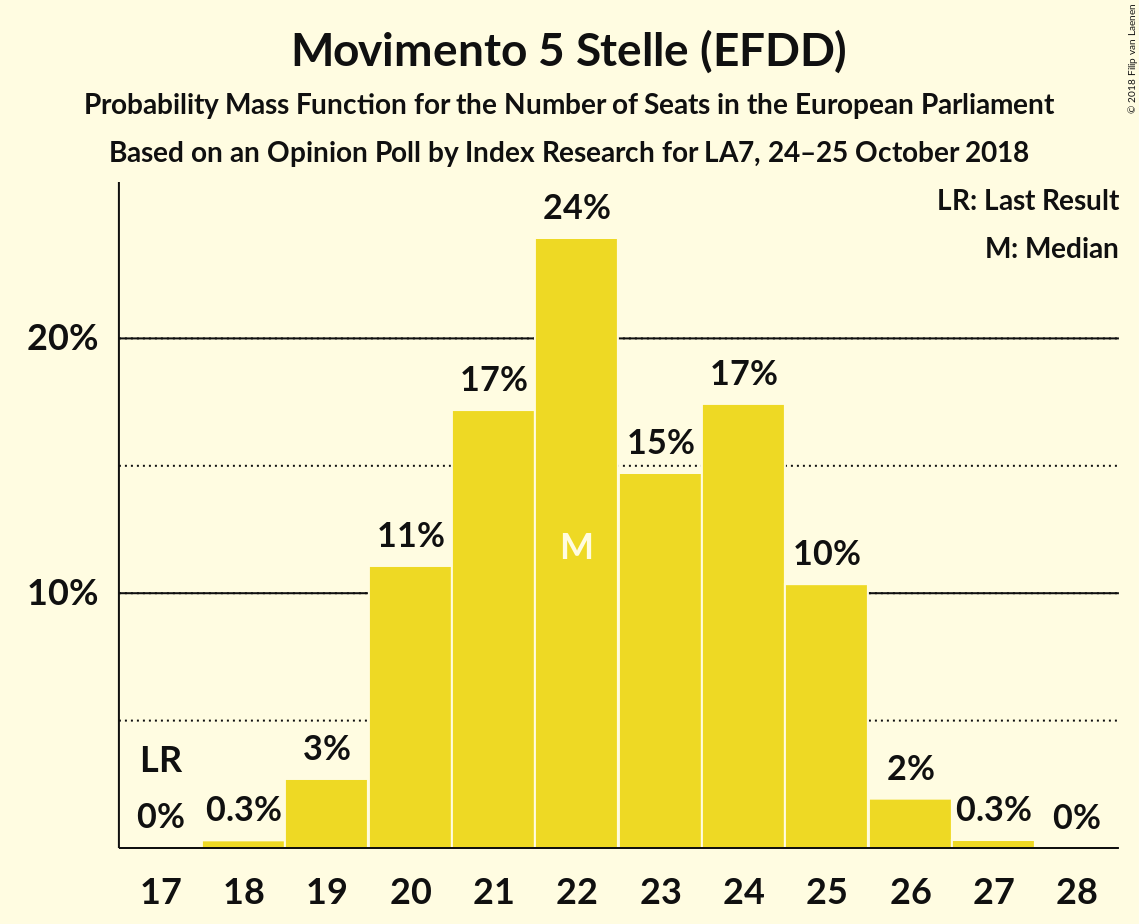 Movimento 5 Stelle (EFDD)
Probability Mass Function for the Number of Seats in the European Parliament
Based on an Opinion Poll by Index Research for LA7, 24–25 October 2018
© 2018 Filip van Laenen
LR: Last Result
M: Median
20%
10%
LR
0%
0.3%
3%
11%
17%
24%
M
15%
17%
10%
2%
0.3%
0%
17 18 19 20 21 22 23 24 25 26 27 28